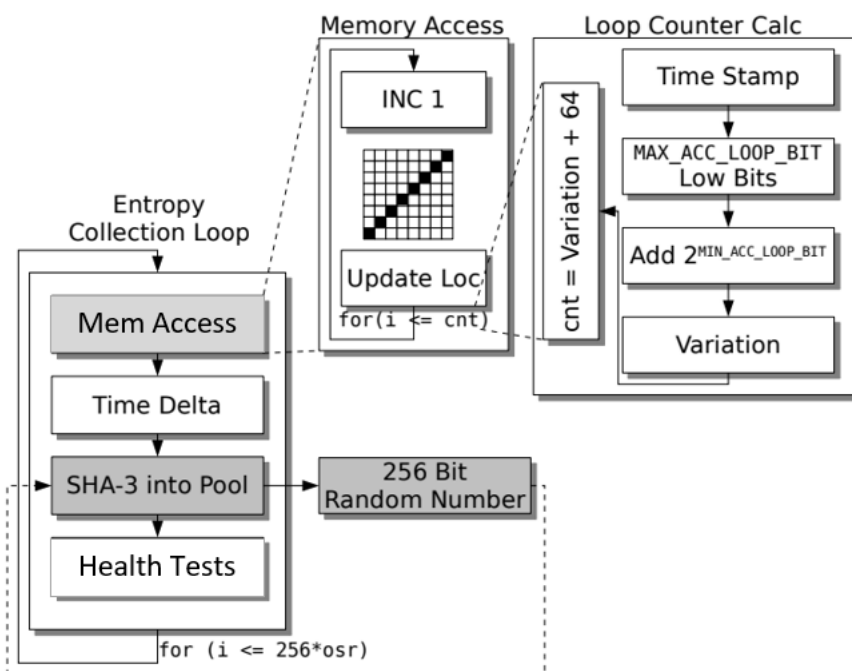 Memory Access
INC 1
Update Loc
for(i <= cnt)
Loop Counter Calc
Time Stamp
MAX_ACC_LOOP_BIT
Low Bits
Add 2^MIN_ACC_LOOP_BIT
Variation
cnt = Variation + 64
Entropy
Collection Loop
Mem Access
Time Delta
SHA-3 into Pool
Health Tests
for (i <= 256*osr)
256 Bit
Random Number